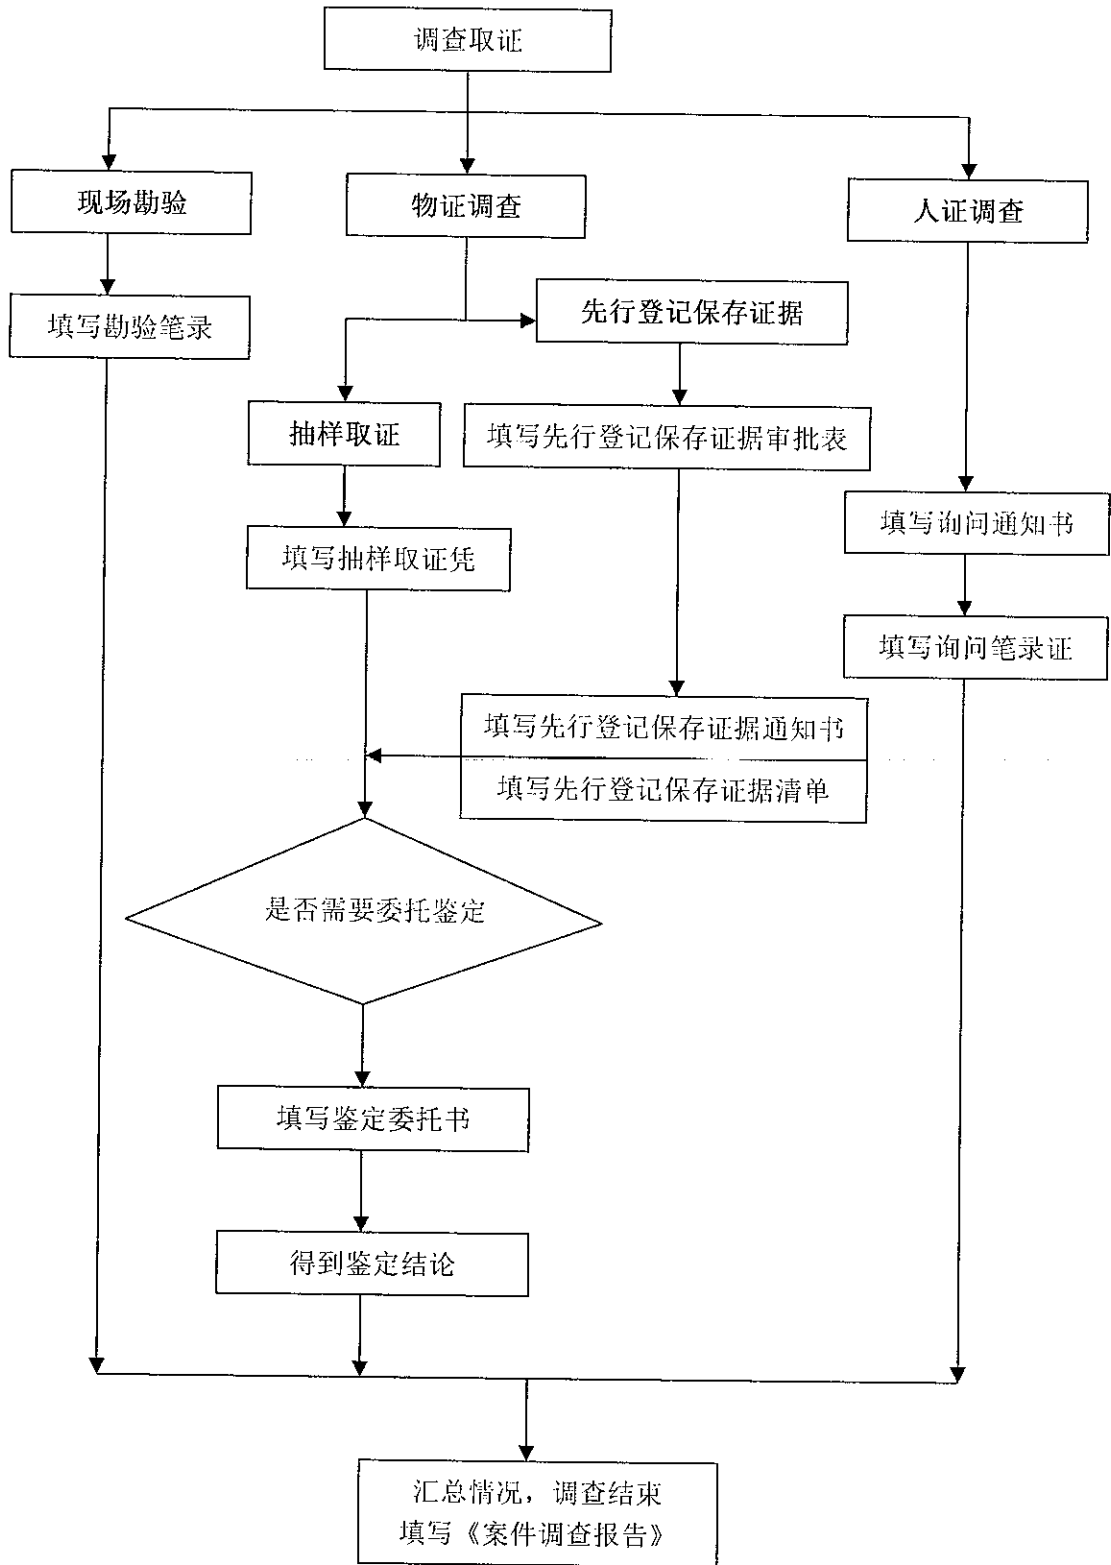 调查取证
现场勘验
物证调查
人证调查
填写勘验笔录
先行登记保存证据
抽样取证
填写先行登记保存证据审批表
填写询问通知书
填写抽样取证凭
填写询问笔录证
填写先行登记保存证据通知书
填写先行登记保存证据清单
是否需要委托鉴定
填写鉴定委托书
得到鉴定结论
汇总情况，调查结束
填写《案件调查报告》